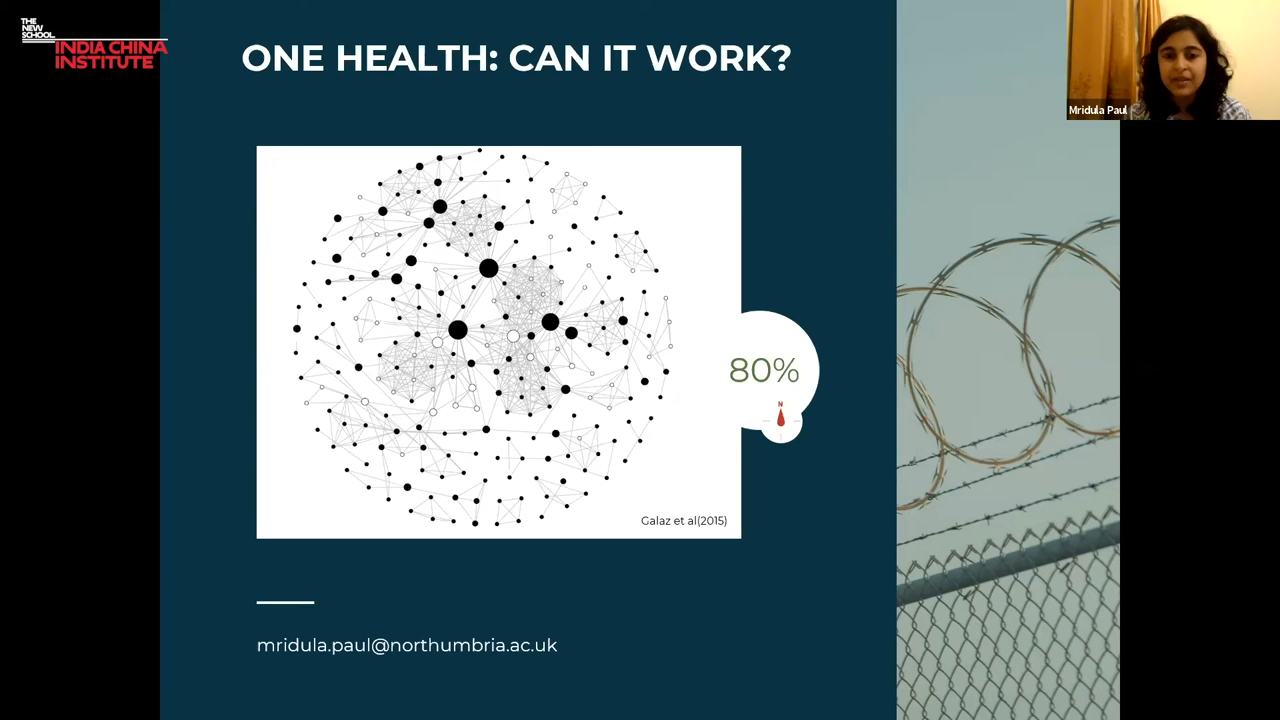 THE
NEW
SCHOOL
INDIA CHINA
INSTITUTE
ONE HEALTH: CAN IT WORK?
Mridula Paul
80%
N
Galaz et al(2015)
mridula.paul@northumbria.ac.uk